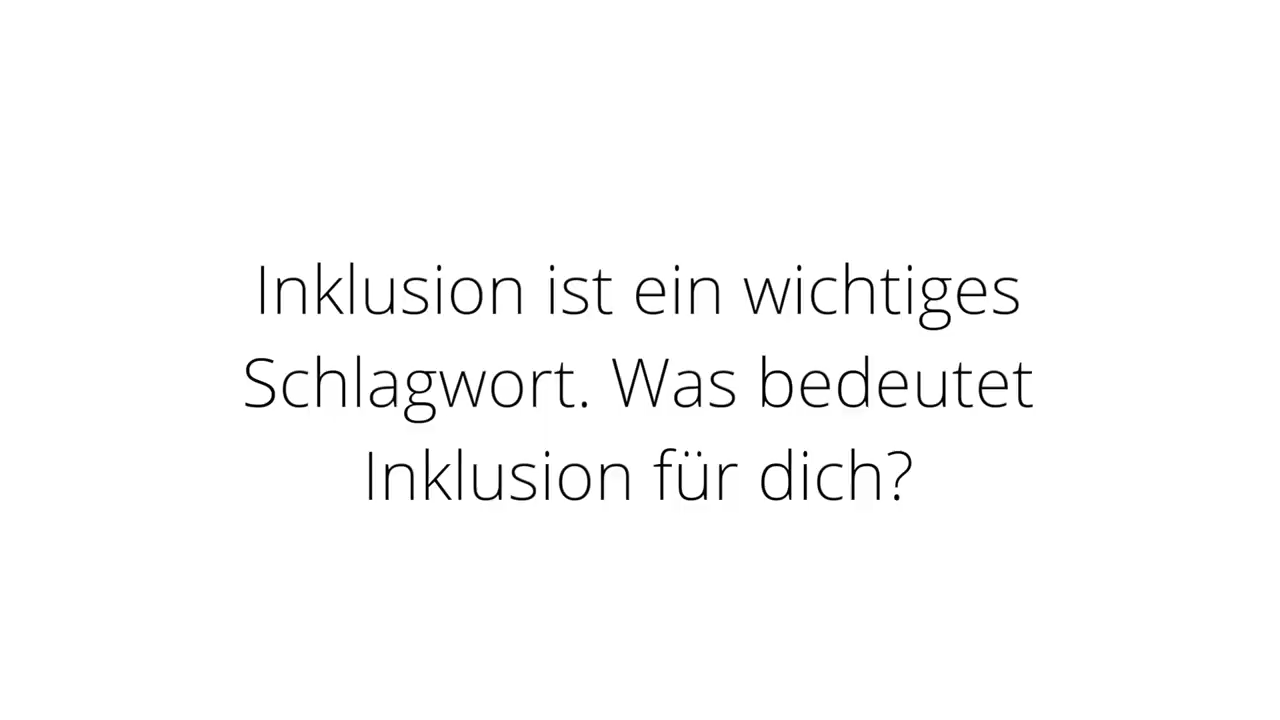 Inklusion ist ein wichtiges
Schlagwort. Was bedeutet
Inklusion für dich?